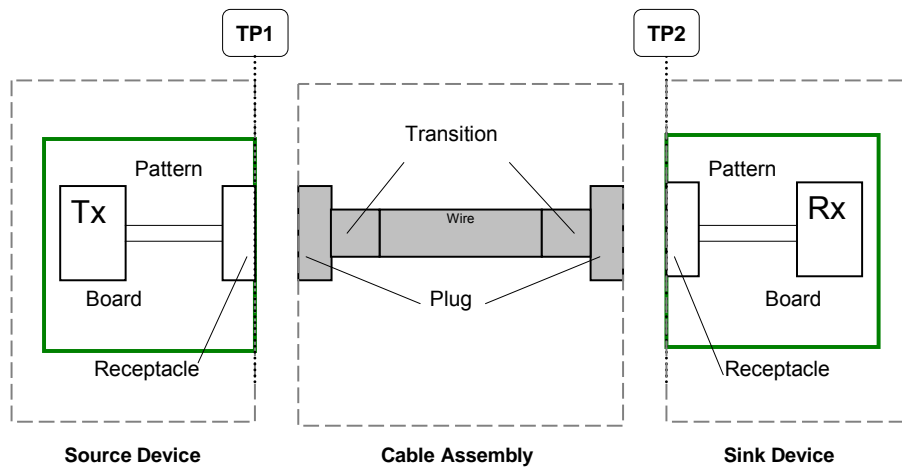 TP1
TP2
Transition
Pattern
Pattern
Tx
Wire
Rx
Board
Plug
Board
Receptacle
Receptacle
Source Device
Cable Assembly
Sink Device